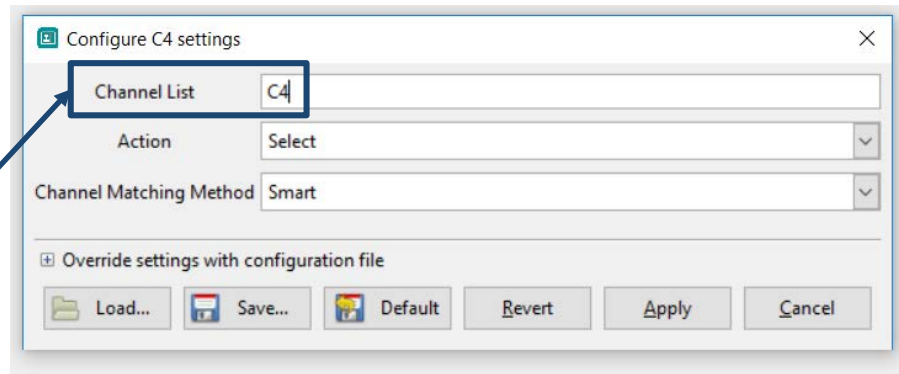 Configure C4 settings
Channel List C4
Action Select
Channel Matching Method Smart
Override settings with configuration file
Load... Save... Default Revert Apply Cancel